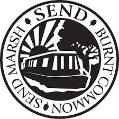 SEND MARSH • SEND • BURNT COMMON •